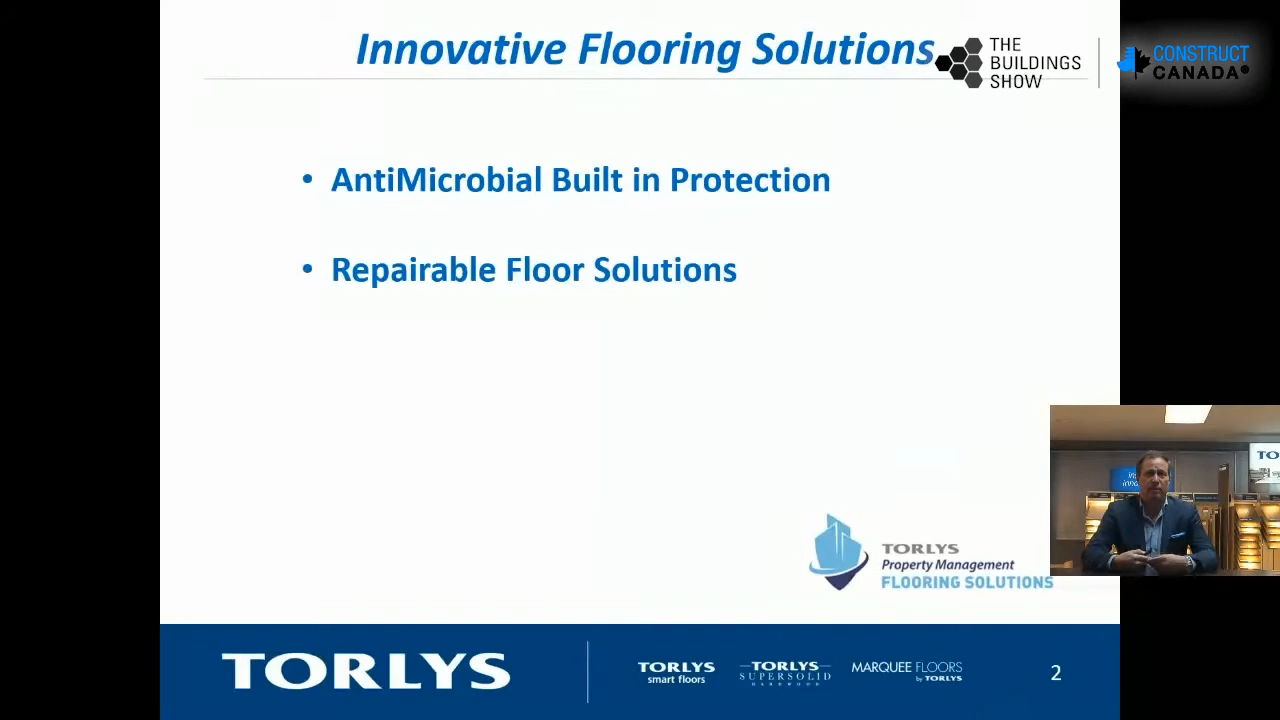 Innovative Flooring Solutions
THE
BUILDINGS
SHOW
CONSTRUCT
CANADA®
• AntiMicrobial Built in Protection
• Repairable Floor Solutions
TO
TORLYS
Property Management
FLOORING SOLUTIONS
TORLYS
TORLYS
smart floors
TORLYS
SUPERSOLID
HARDWOOD
MARQUEE FLOORS
by TORLYS
2